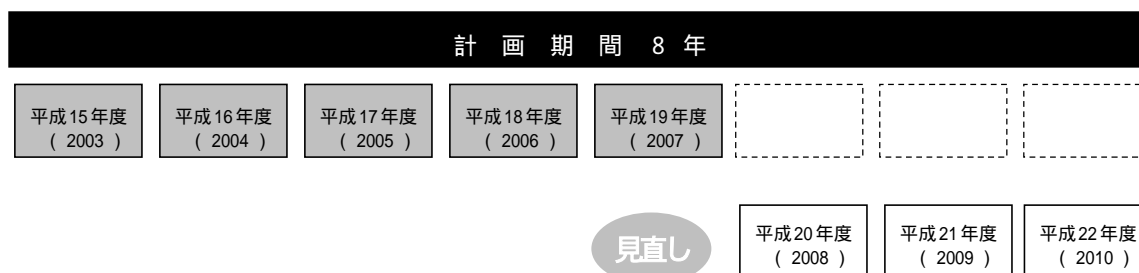 計画期間8年
平成15年度
(2003)
平成16年度
(2004)
平成17年度
(2005)
平成18年度
(2006)
平成19年度
(2007)
見直し
平成20年度
(2008)
平成21年度
(2009)
平成22年度
(2010)